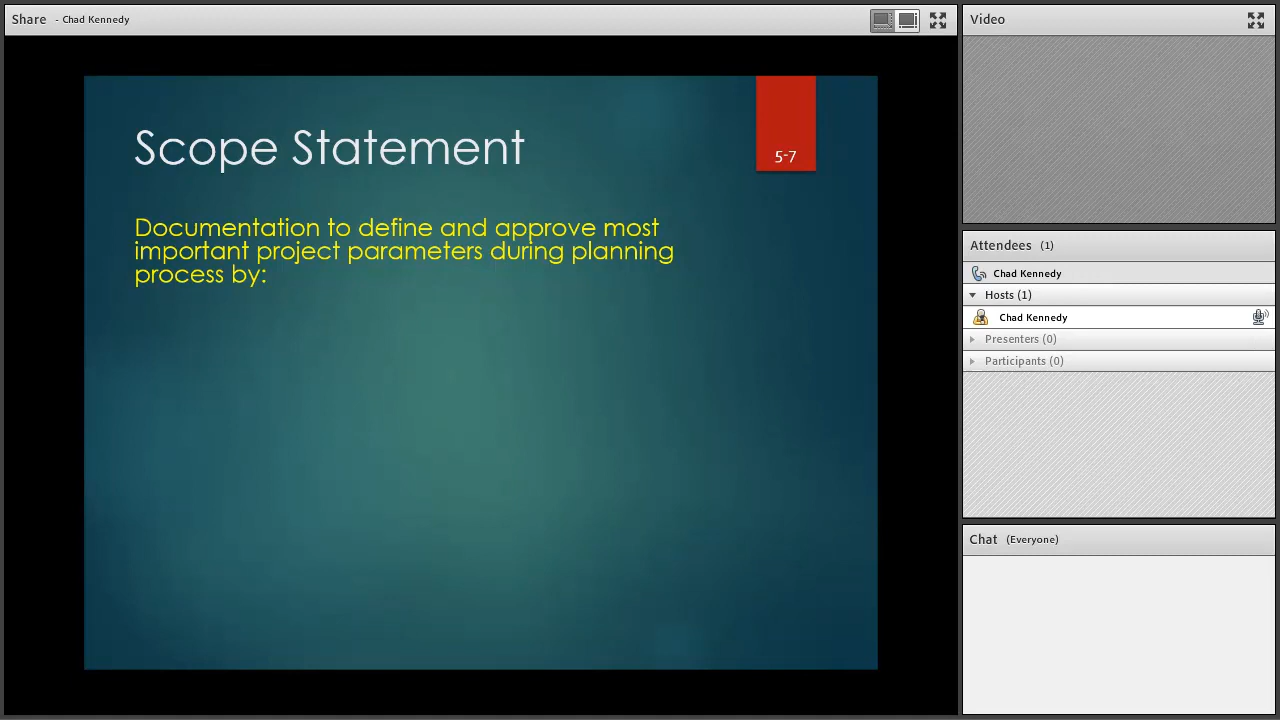 Share - Chad Kennedy
Scope Statement
5-7
Documentation to define and approve most
important project parameters during planning
process by:
Video
Attendees (1)
Chad Kennedy
Hosts (1)
Chad Kennedy
Presenters (0)
Participants (0)
Chat (Everyone)